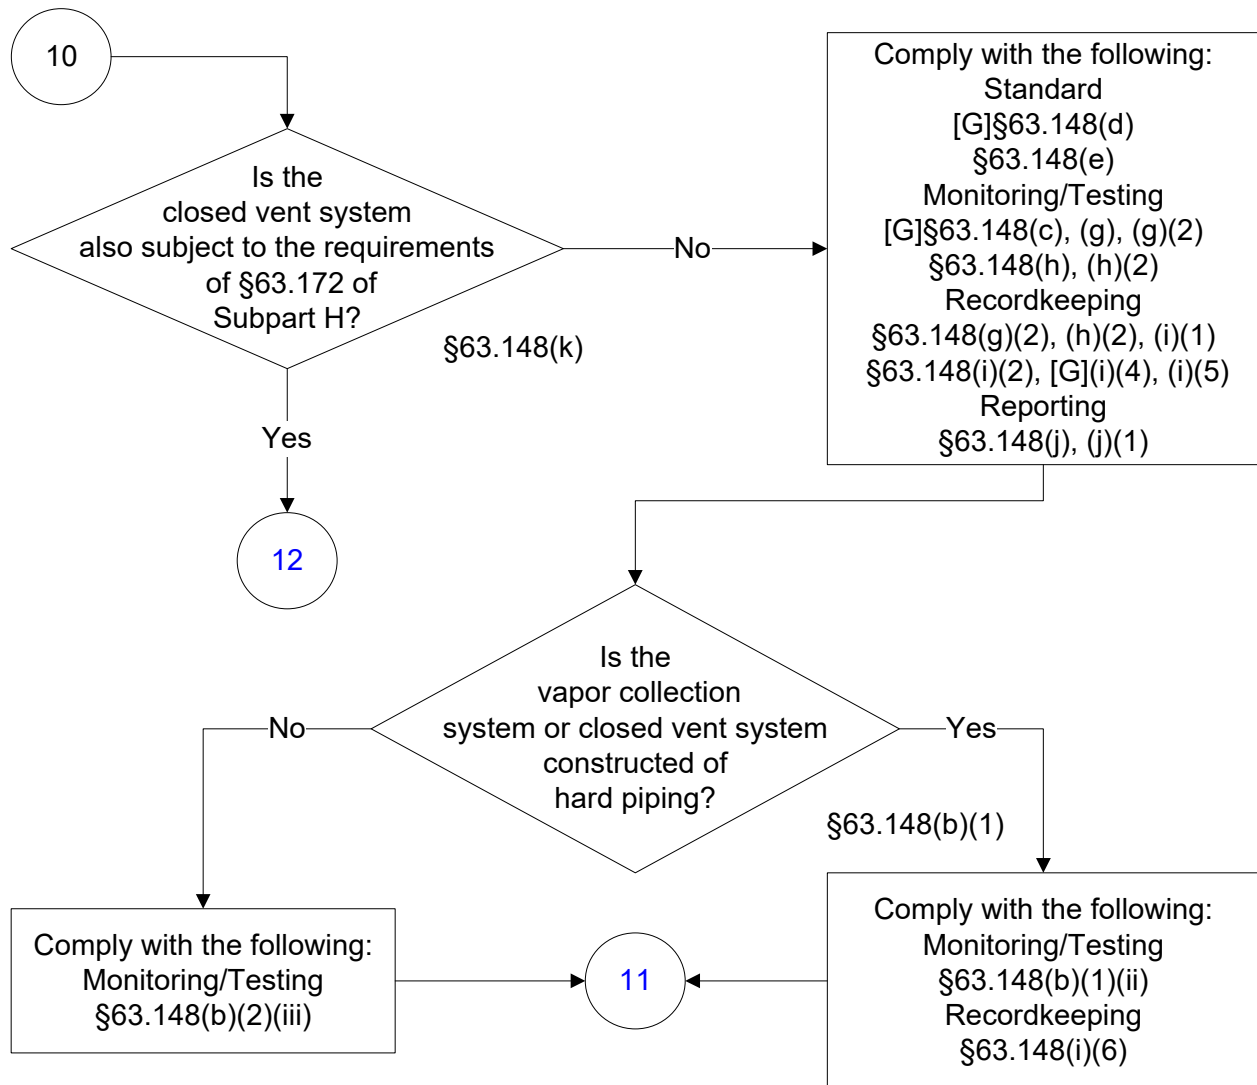 10
Is the
closed vent system
also subject to the requirements
of §63.172 of
Subpart H?
§63.148(k)
No
Yes
12
Comply with the following:
Standard
[G]§63.148(d)
§63.148(e)
Monitoring/Testing
[G]§63.148(c), (g), (g)(2)
§63.148(h), (h)(2)
Recordkeeping
§63.148(g)(2), (h)(2), (i)(1)
§63.148(i)(2), [G](i)(4), (i)(5)
Reporting
§63.148(j), (j)(1)
Is the
vapor collection
system or closed vent system
constructed of
hard piping?
No
Yes
§63.148(b)(1)
Comply with the following:
Monitoring/Testing
§63.148(b)(2)(iii)
11
Comply with the following:
Monitoring/Testing
§63.148(b)(1)(ii)
Recordkeeping
§63.148(i)(6)